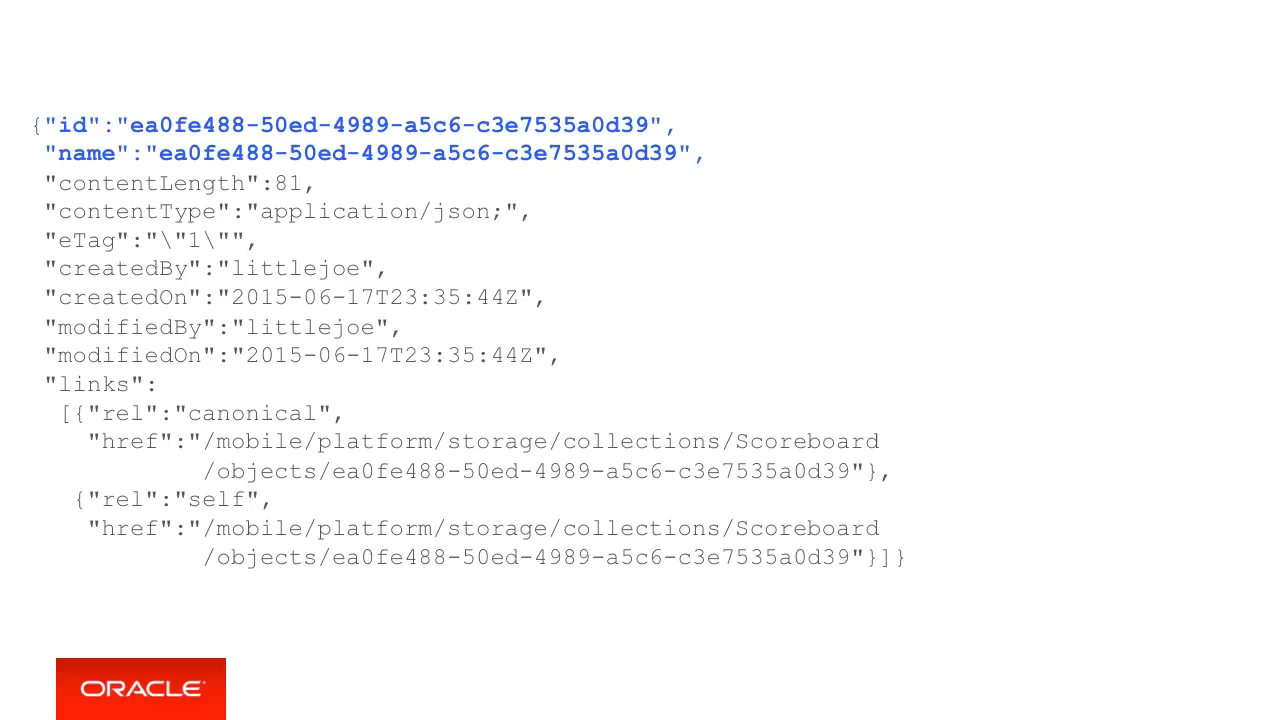 {"id":"ea0fe488-50ed-4989-a5c6-c3e7535a0d39",
"name":"ea0fe488-50ed-4989-a5c6-c3e7535a0d39",
"contentLength":81,
"contentType":"application/json;",
"eTag":"\"1\"",
"createdBy":"littlejoe",
"createdOn":"2015-06-17T23:35:44Z",
"modifiedBy":"littlejoe",
"modifiedOn":"2015-06-17T23:35:44Z",
"links":
[{"rel":"canonical",
"href":"/mobile/platform/storage/collections/Scoreboard
/objects/ea0fe488-50ed-4989-a5c6-c3e7535a0d39"},
{"rel":"self",
"href":"/mobile/platform/storage/collections/Scoreboard
/objects/ea0fe488-50ed-4989-a5c6-c3e7535a0d39"}]}
ORACLE